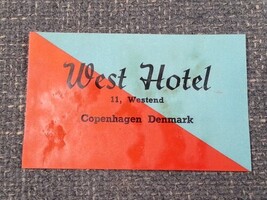 West Hotel
11, Westend
Copenhagen Denmark